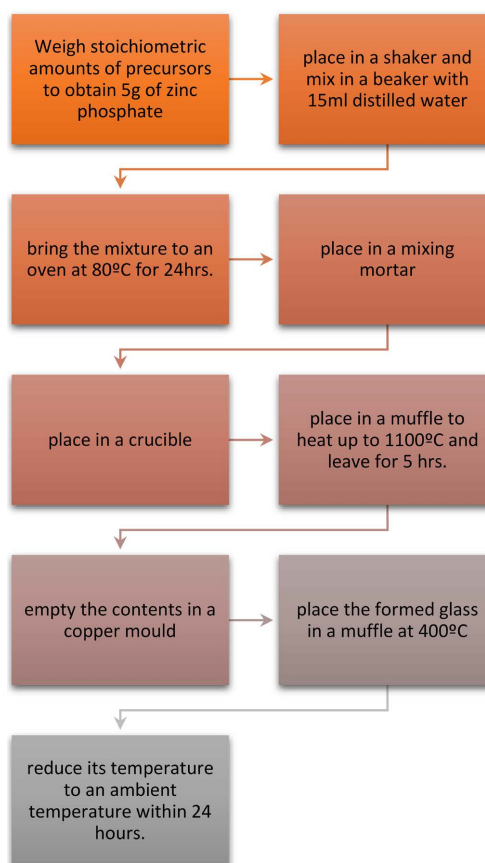 Weigh stoichiometric
amounts of precursors
to obtain 5g of zinc
phosphate
place in a shaker and
mix in a beaker with
15ml distilled water
bring the mixture to an
oven at 80ºC for 24hrs.
place in a mixing
mortar
place in a crucible
place in a muffle to
heat up to 1100ºC and
leave for 5 hrs.
empty the contents in a
copper mould
place the formed glass
in a muffle at 400ºC
reduce its temperature
to an ambient
temperature within 24
hours.